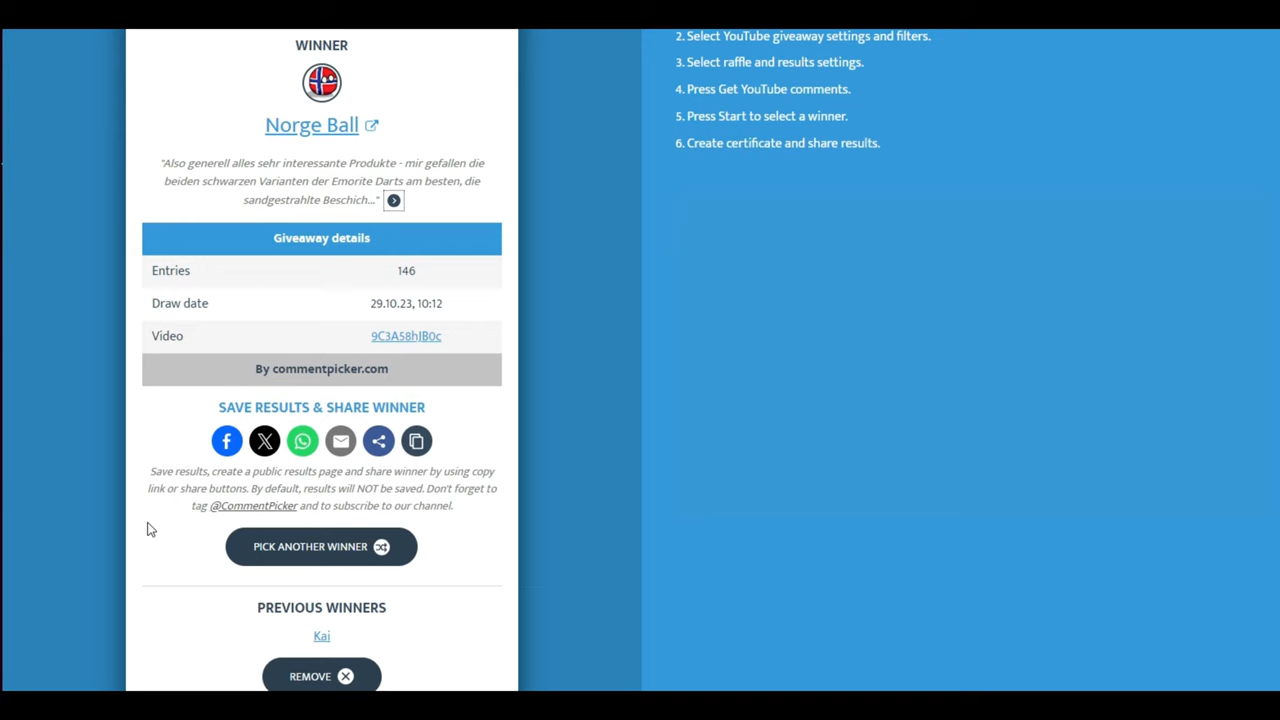 WINNER
Norge Ball
"Also generell alles sehr interessante Produkte - mir gefallen die
beiden schwarzen Varianten der Emorite Darts am besten, die
sandgestrahlte Beschich..."
Giveaway details
Entries 146
Draw date 29.10.23, 10:12
Video 9C3A58hJB0c
By commentpicker.com
SAVE RESULTS & SHARE WINNER
Save results, create a public results page and share winner by using copy
link or share buttons. By default, results will NOT be saved. Don't forget to
tag @CommentPicker and to subscribe to our channel.
PICK ANOTHER WINNER
PREVIOUS WINNERS
Kai
REMOVE
2. Select YouTube giveaway settings and filters.
3. Select raffle and results settings.
4. Press Get YouTube comments.
5. Press Start to select a winner.
6. Create certificate and share results.